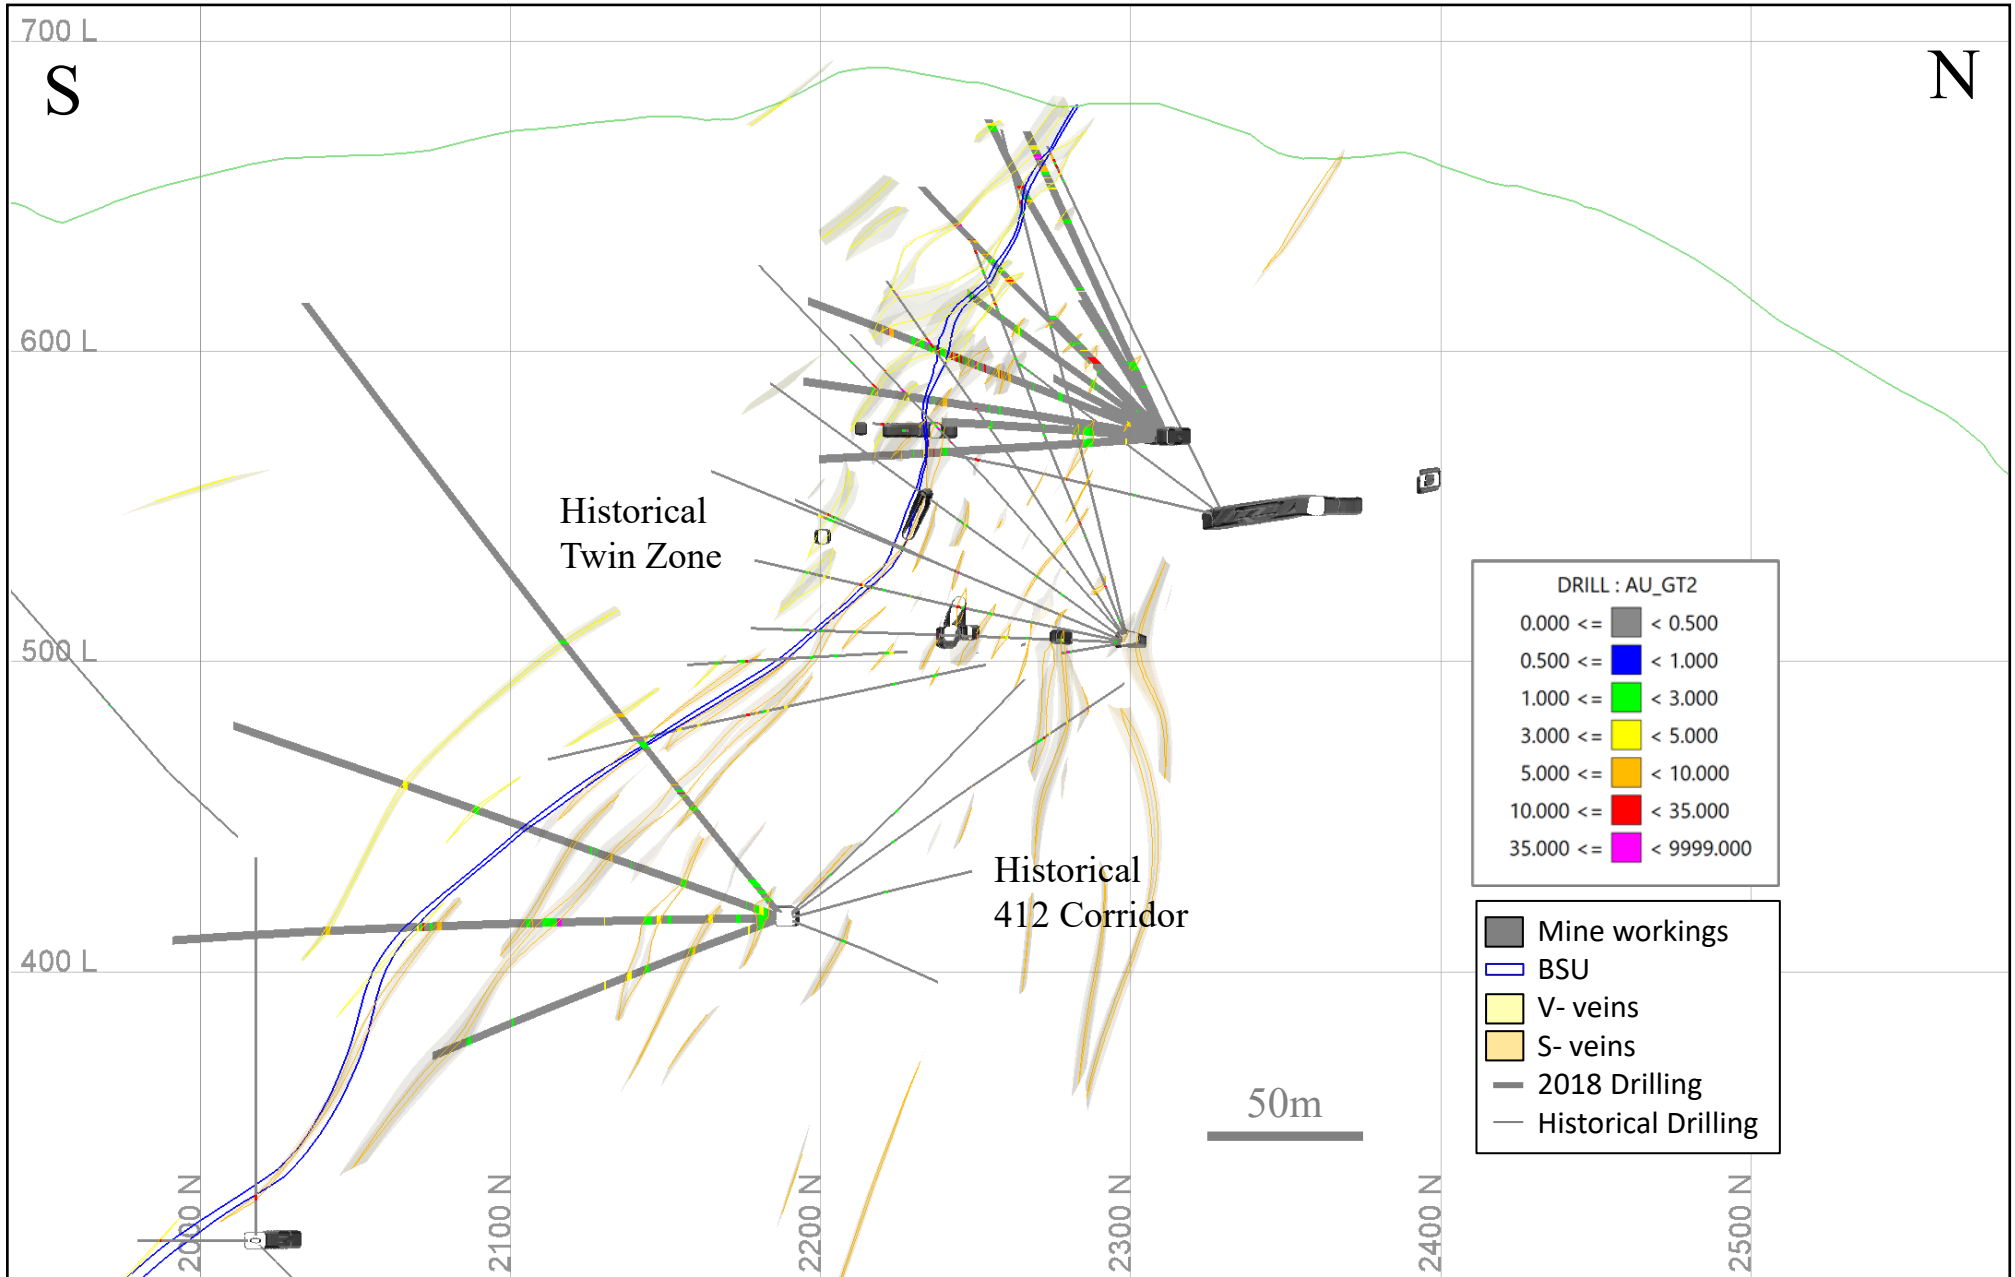 700 L
S
N
600 L
Historical
Twin Zone
500 L
DRILL : AU_GT2
0.000 <= < 0.500
0.500 <= < 1.000
1.000 <= < 3.000
3.000 <= < 5.000
5.000 <= < 10.000
10.000 <= < 35.000
35.000 <= < 9999.000
Historical
412 Corridor
400 L
Mine workings
BSU
V- veins
S- veins
2018 Drilling
Historical Drilling
50m
2000 N
2100 N
2200 N
2300 N
2400 N
2500 N